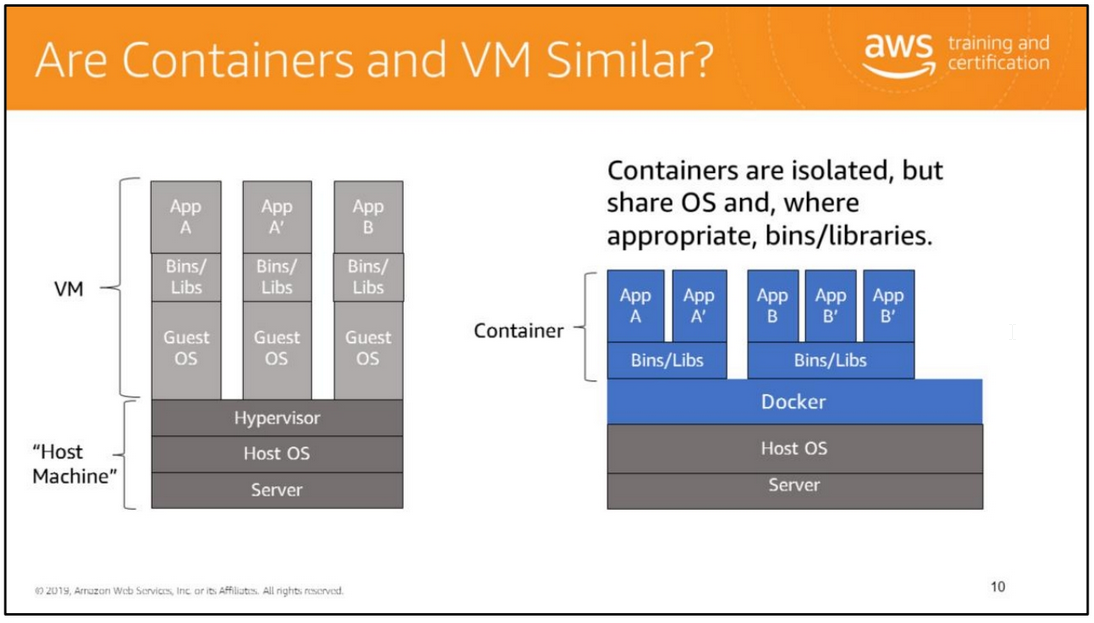 Are Containers and VM Similar?
aws training and
certification
Containers are isolated, but
share OS and, where
appropriate, bins/libraries.
VM
App
A
App
A’
App
B
Bins/
Libs
Bins/
Libs
Bins/
Libs
Guest
OS
Guest
OS
Guest
OS
“Host
Machine”
Hypervisor
Host OS
Server
Container
App
A
App
A’
App
B
App
B’
App
B’
Bins/Libs
Bins/Libs
Docker
Host OS
Server
© 2019, Amazon Web Services, Inc. or its Affiliates. All rights reserved.
10